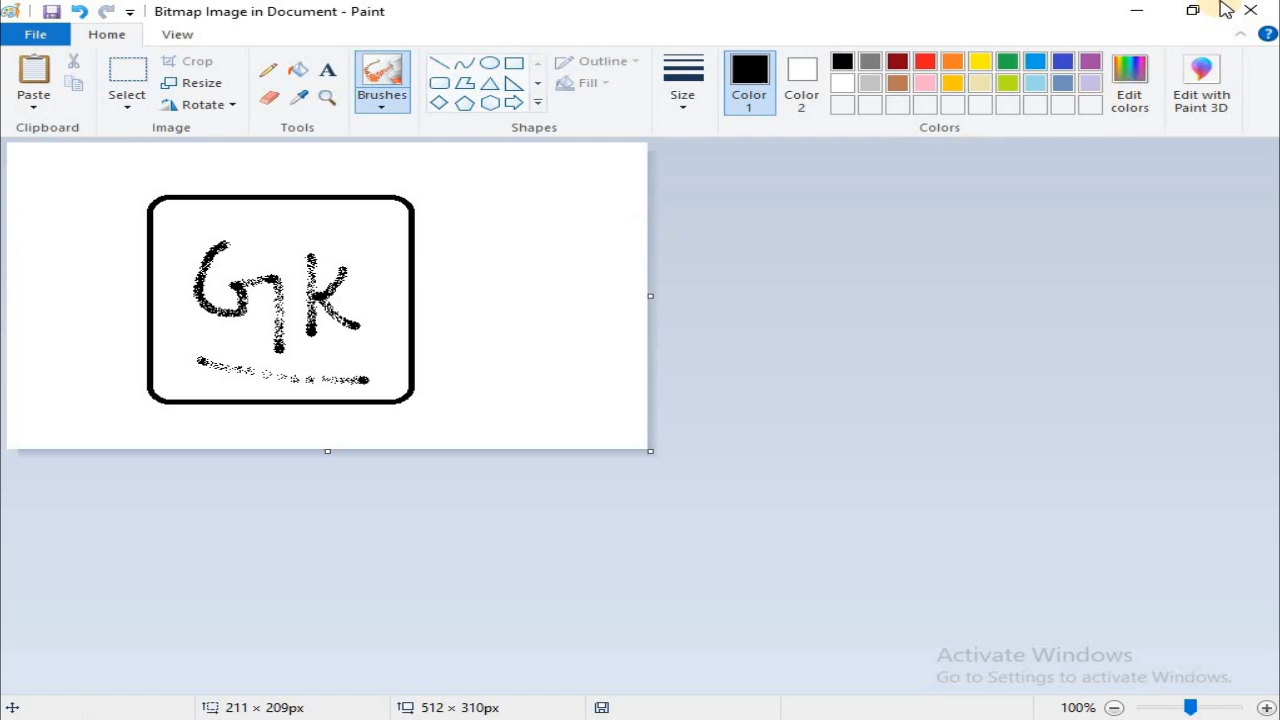 Bitmap Image in Document - Paint
File Home View
Paste
Clipboard
Select
Crop
Resize
Rotate
Image
Tools
Brushes
Outline
Fill
Shapes
Size
Color 1
Color 2
Edit colors
Colors
Edit with Paint 3D
Activate Windows
Go to Settings to activate Windows.
211 × 209px
512 × 310px
100%